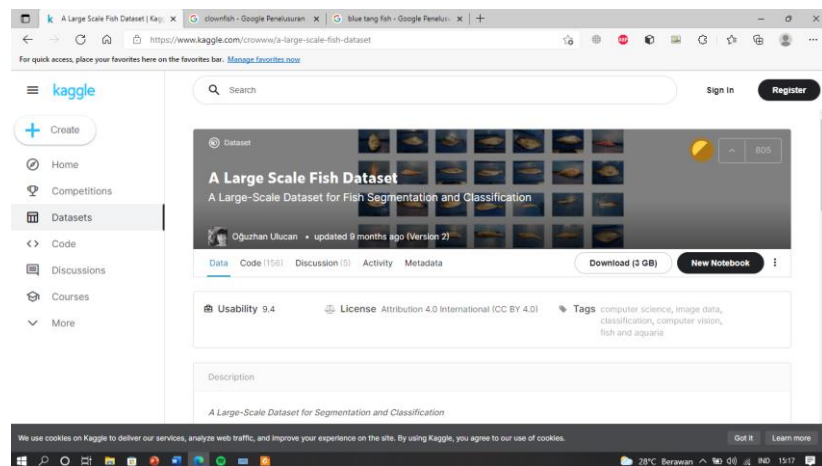 A Large Scale Fish Dataset | Kag
clownfish - Google Penelusuran
blue tang fish - Google Penelus
https://www.kaggle.com/crowww/a-large-scale-fish-dataset
For quick access, place your favorites here on the favorites bar. Manage favorites now
kaggle
Search
Sign In
Register
Create
Home
Competitions
Datasets
Code
Discussions
Courses
More
Dataset
805
A Large Scale Fish Dataset
A Large-Scale Dataset for Fish Segmentation and Classification
Oğuzhan Ulucan • updated 9 months ago (Version 2)
Data Code (156) Discussion (5) Activity Metadata
Download (3 GB)
New Notebook
Usability 9.4
License Attribution 4.0 International (CC BY 4.0)
Tags computer science, image data,
classification, computer vision,
fish and aquaria
Description
A Large-Scale Dataset for Segmentation and Classification
We use cookies on Kaggle to deliver our services, analyze web traffic, and improve your experience on the site. By using Kaggle, you agree to our use of cookies.
Got it
Learn more
28°C Berawan
IND
15:17